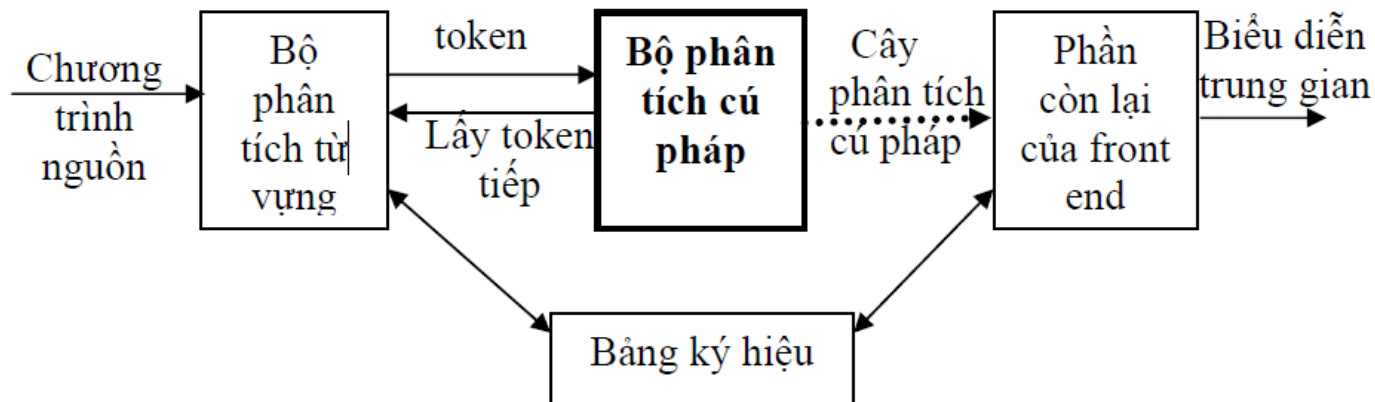 Chương
trình
nguồn
Bộ
phân
tích từ
vựng
token
Lấy token
tiếp
Bộ phân
tích cú
pháp
Cây
phân tích
cú pháp
Phần
còn lại
của front
end
Biểu diễn
trung gian
Bảng ký hiệu